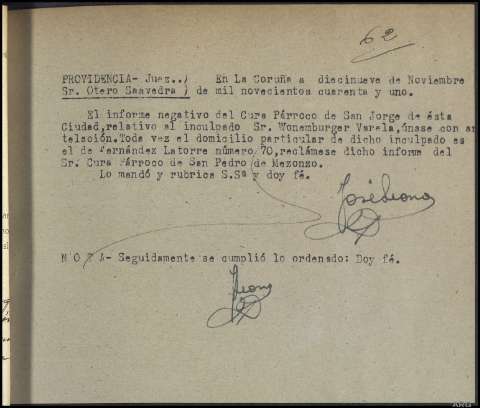 62
PROVIDENCIA- Juez..) En La Coruña a diecinueve de Noviembre
Sr. Otero Saavedra ) de mil novecientos cuarenta y uno.
El informe negativo del Cura Párroco de San Jorge de ésta
Ciudad,relativo al inculpado Sr. Wonemburger Varela,únase con an
telación.Toda vez el domicilio particular de dicho inculpado es
el de Fernández Latorre número 70,reclámese dicho informe del
Sr. Cura Párroco de San Pedro de Mezonzo.
Lo mandó y rubrica S.Sª y doy fé.
N O T A- Seguidamente se cumplió lo ordenado: Doy fé.